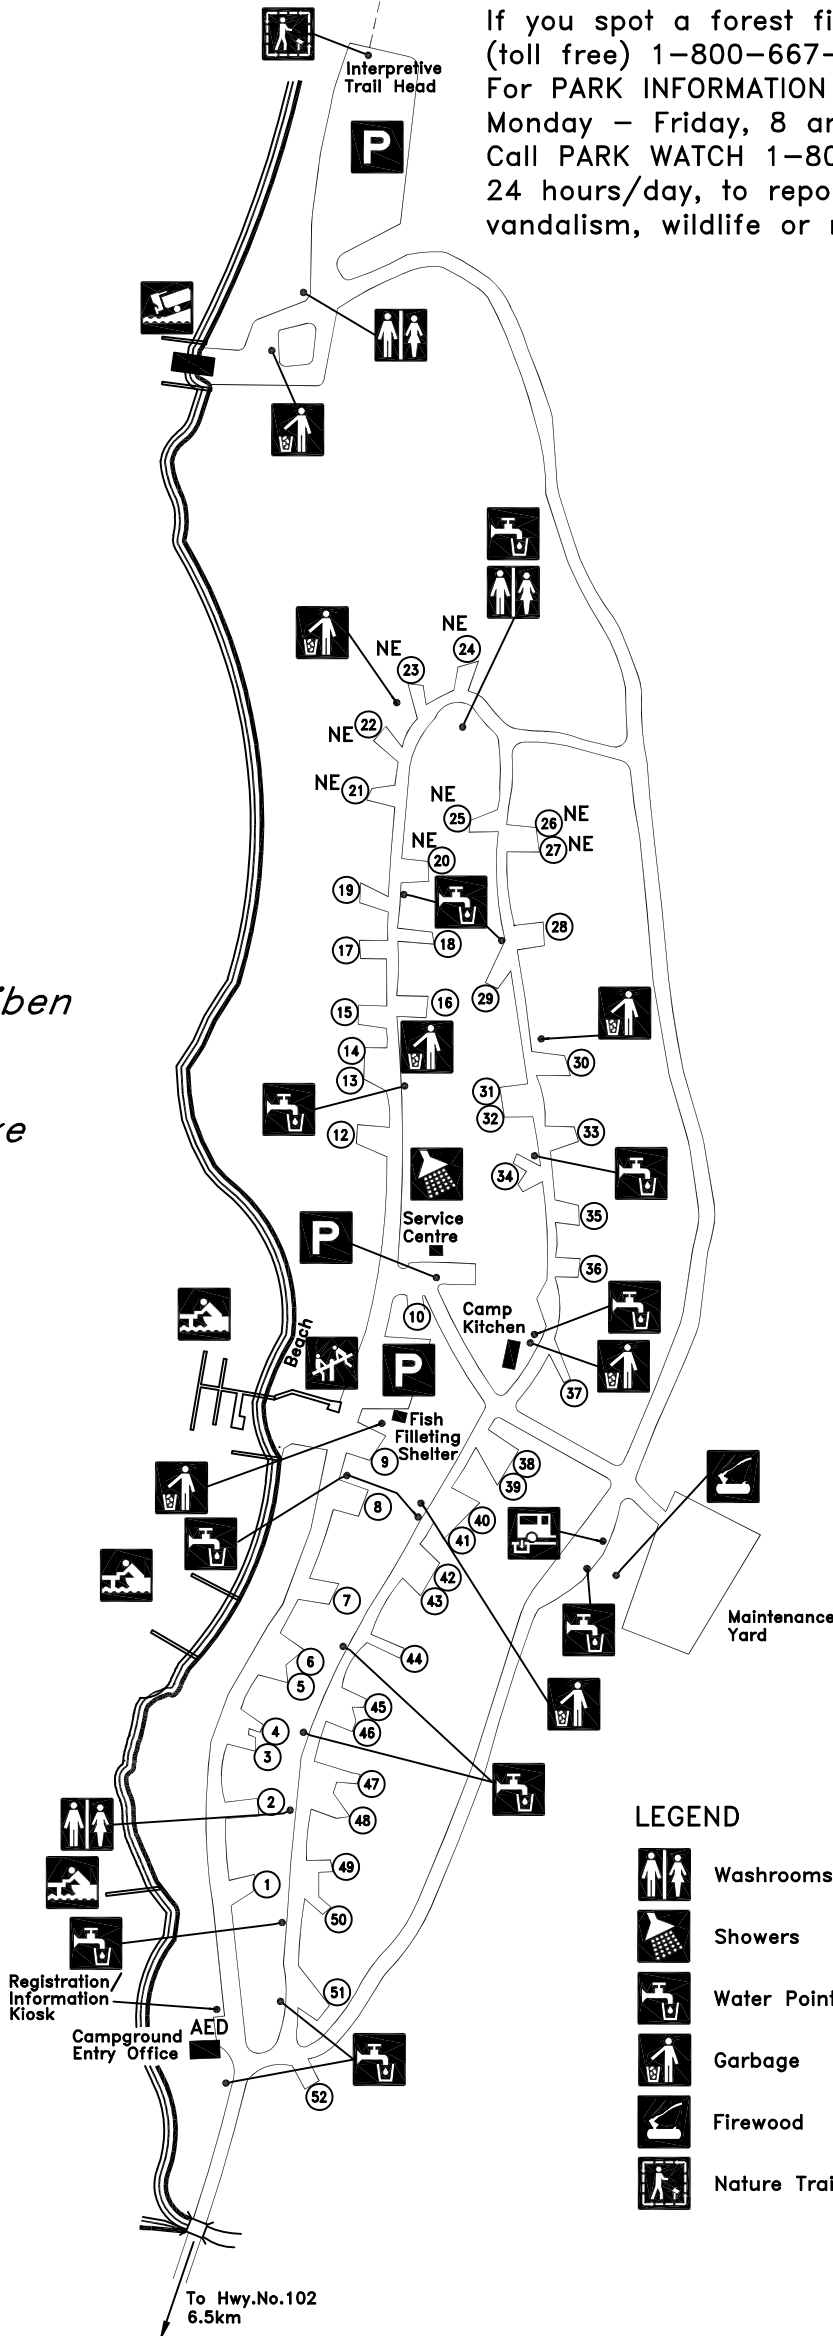 If you spot a forest fi
(toll free) 1-800-667-
For PARK INFORMATION
Monday - Friday, 8 ar
Call PARK WATCH 1-80
24 hours/day, to repo
vandalism, wildlife or r
Interpretive
Trail Head
P
NE
24
NE
23
NE
22
NE
21
NE
25
26
NE
27
NE
NE
20
19
18
17
28
29
16
15
14
13
30
31
32
12
33
34
35
36
iben
ke
Service
Centre
P
10
Camp
Kitchen
Beach
P
37
Fish
Filleting
Shelter
9
8
38
39
40
41
42
43
7
6
5
44
4
3
45
46
2
47
48
1
49
50
51
52
Maintenance
Yard
Registration/
Information
Kiosk
AED
Campground
Entry Office
LEGEND
Washrooms
Showers
Water Point
Garbage
Firewood
Nature Trai
To Hwy.No.102
6.5km